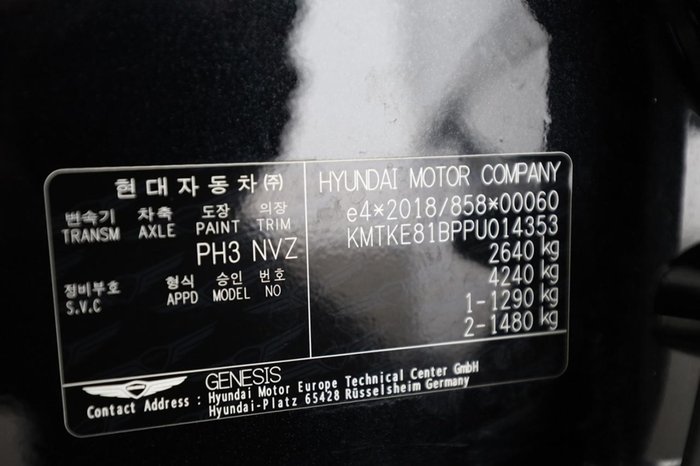 현대자동차㈜
변속기 차축 도장 의장
TRANSM AXLE PAINT TRIM
PH3 NVZ
정비부호 형식 승인 번호
S.V.C APPD MODEL NO
HYUNDAI MOTOR COMPANY
e4*2018/858*00060
KMTKE81BPPU014353
2640 kg
4240 kg
1-1290 kg
2-1480 kg
GENESIS
Contact Address : Hyundai Motor Europe Technical Center GmbH
Hyundai-Platz 65428 Rüsselsheim Germany